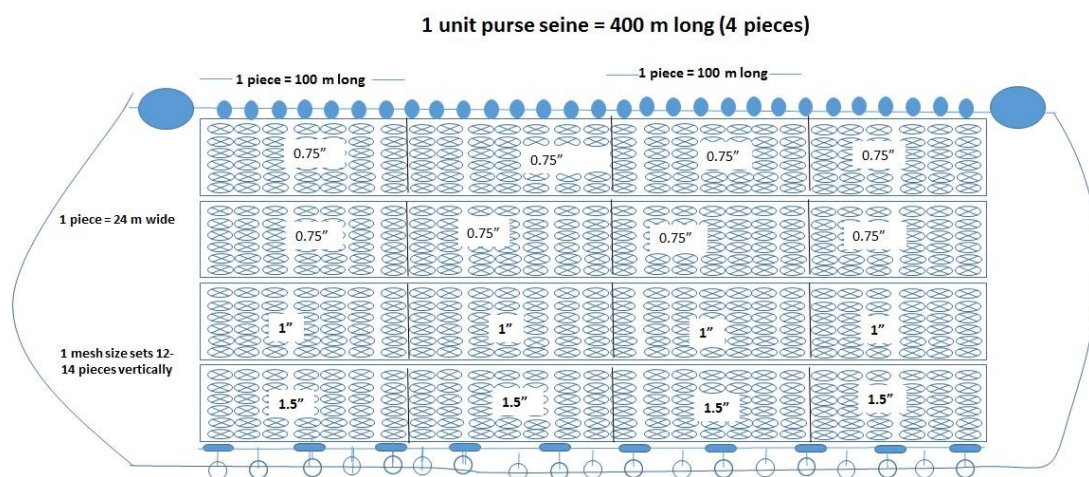 1 unit purse seine = 400 m long (4 pieces)
1 piece = 100 m long
1 piece = 100 m long
0.75”
0.75”
0.75”
0.75”
1 piece = 24 m wide
0.75”
0.75”
0.75”
0.75”
1”
1”
1”
1”
1 mesh size sets 12-
14 pieces vertically
1.5”
1.5”
1.5”
1.5”